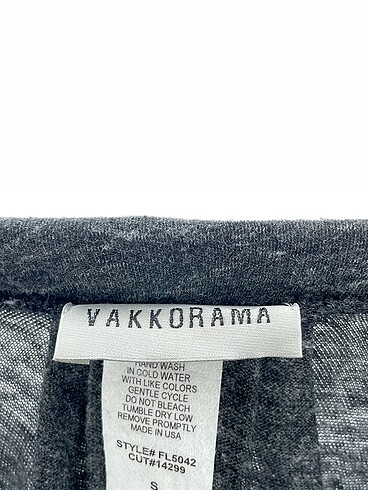 VAKKORAMA
HAND WASH
IN COLD WATER
WITH LIKE COLORS
GENTLE CYCLE
DO NOT BLEACH
TUMBLE DRY LOW
REMOVE PROMPTLY
MADE IN USA
STYLE# FL5042
CUT#14299
S